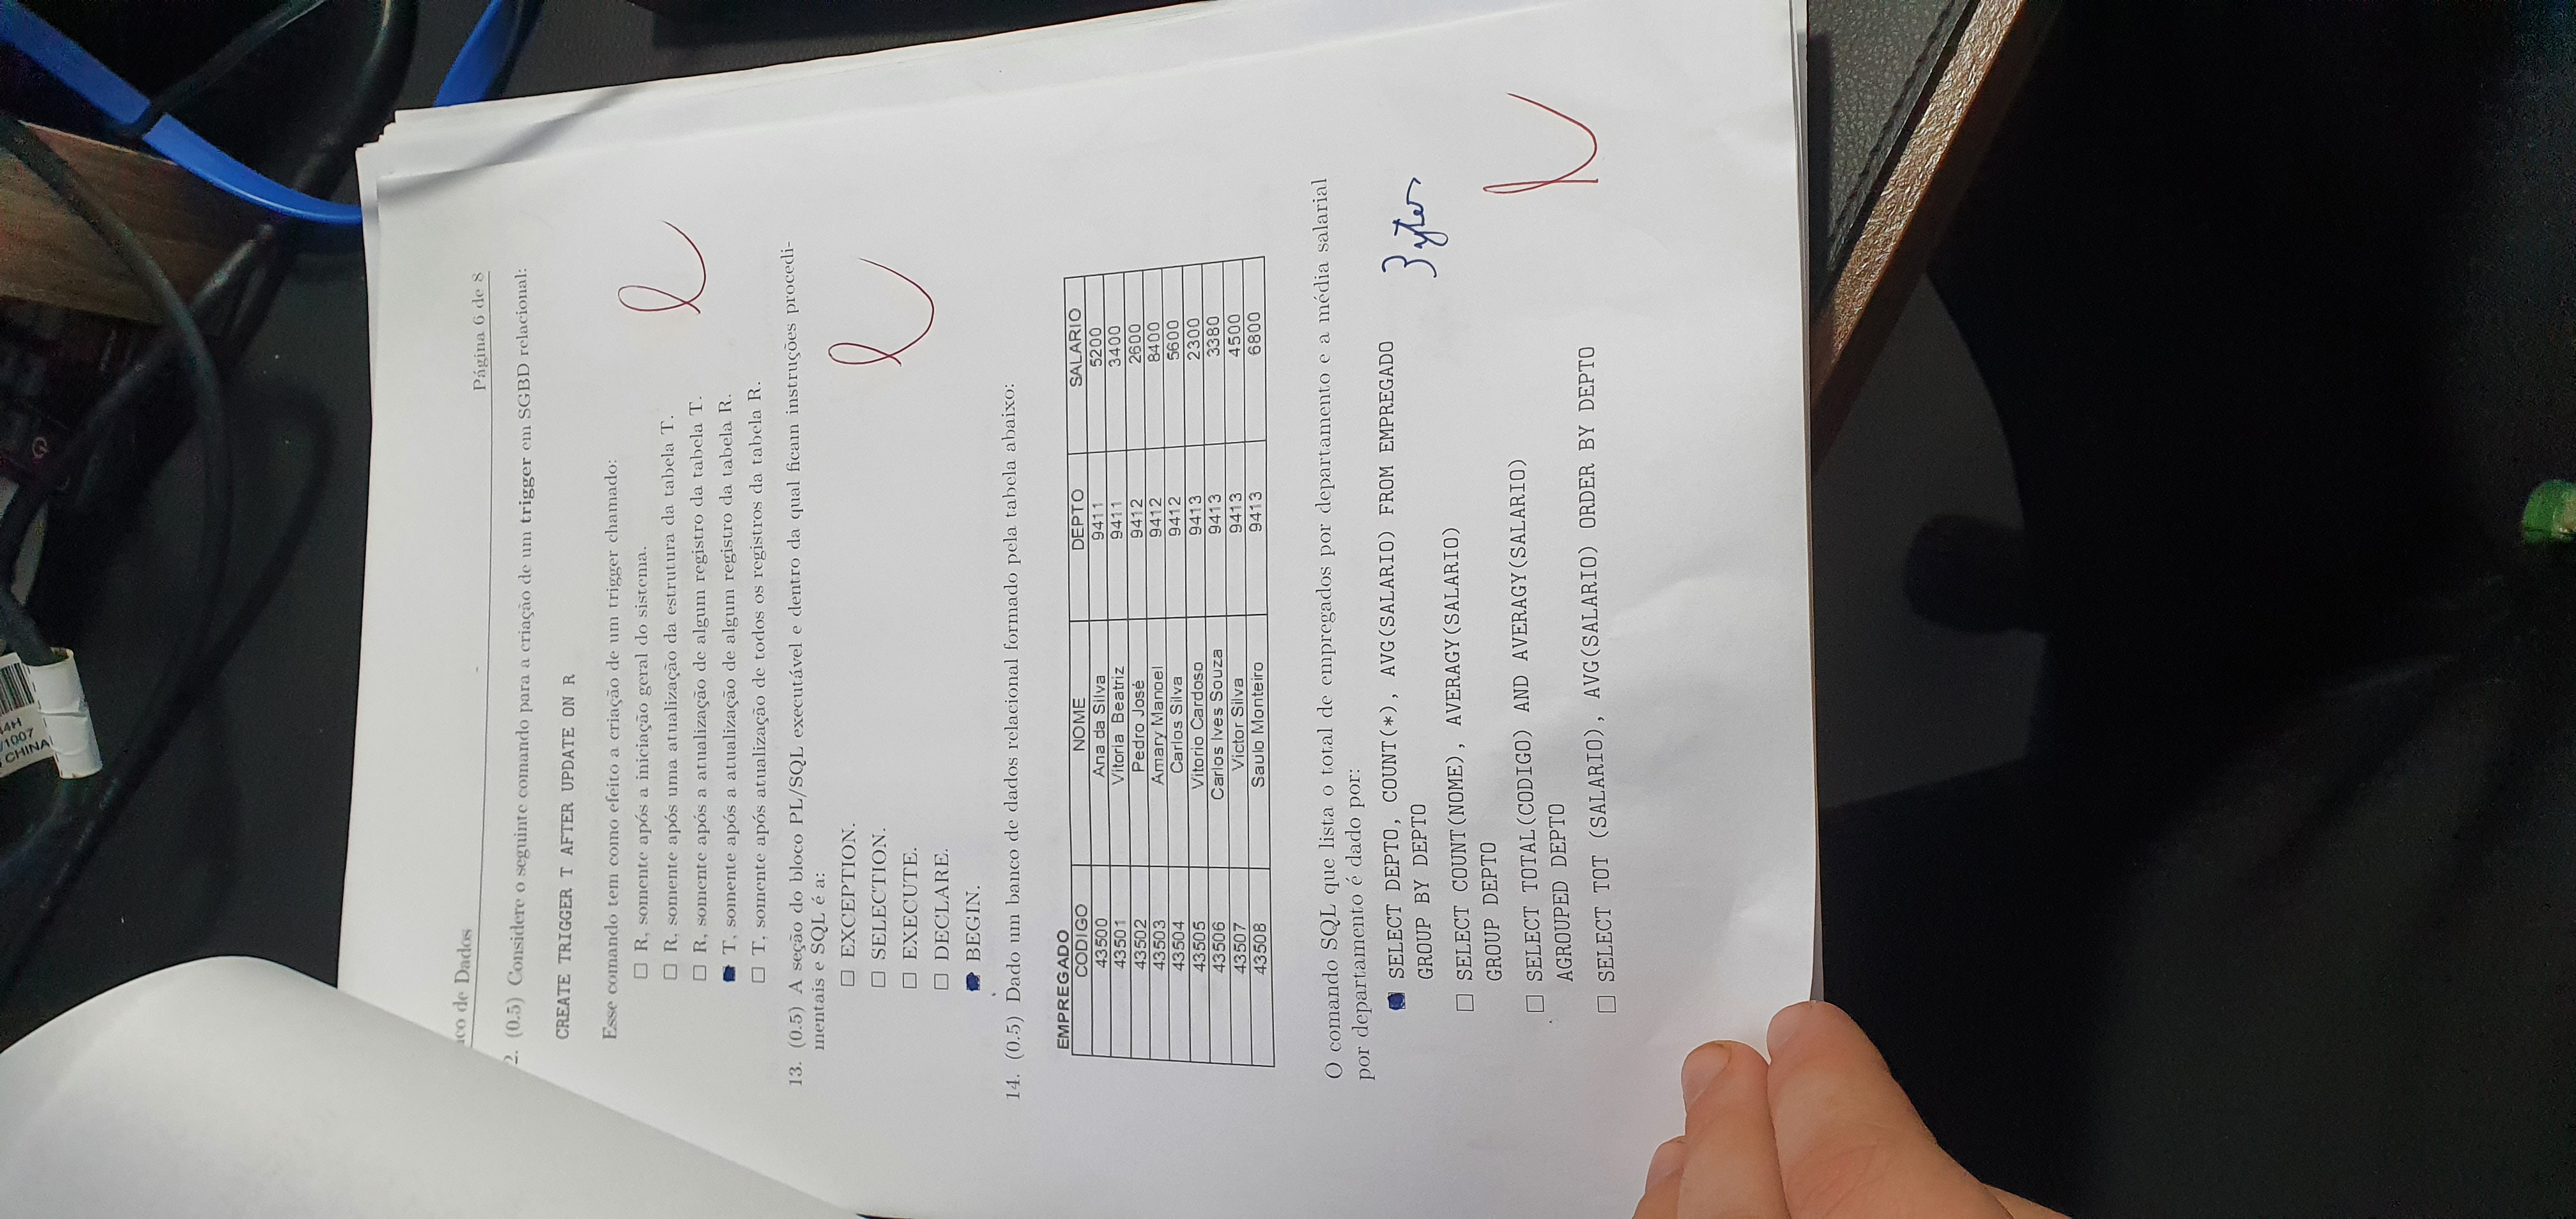 44H
/1007
CHINA
co de Dados
Página 6 de 8
2. (0.5) Considere o seguinte comando para a criação de um trigger em SGBD relacional:
CREATE TRIGGER T AFTER UPDATE ON R
Esse comando tem como efeito a criação de um trigger chamado:
☐ R, somente após a iniciação geral do sistema.
☐ R, somente após uma atualização da estrutura da tabela T.
☐ R, somente após a atualização de algum registro da tabela T.
■ T, somente após a atualização de algum registro da tabela R.
☐ T, somente após atualização de todos os registros da tabela R.
13. (0.5) A seção do bloco PL/SQL executável e dentro da qual ficam instruções procedi-
mentais e SQL é a:
☐ EXCEPTION.
☐ SELECTION.
☐ EXECUTE.
☐ DECLARE.
■ BEGIN.
14. (0.5) Dado um banco de dados relacional formado pela tabela abaixo:
EMPREGADO
CODIGO NOME DEPTO SALARIO
43500 Ana da Silva 9411 5200
43501 Vitoria Beatriz 9411 3400
43502 Pedro José 9412 2600
43503 Amary Manoel 9412 8400
43504 Carlos Silva 9412 5600
43505 Vitorio Cardoso 9413 2300
43506 Carlos Ives Souza 9413 3380
43507 Victor Silva 9413 4500
43508 Saulo Monteiro 9413 6800
O comando SQL que lista o total de empregados por departamento e a média salarial
por departamento é dado por:
■ SELECT DEPTO, COUNT(*), AVG(SALARIO) FROM EMPREGADO
GROUP BY DEPTO
Bytes
☐ SELECT COUNT(NOME), AVERAGY(SALARIO)
GROUP DEPTO
☐ SELECT TOTAL(CODIGO) AND AVERAGY(SALARIO)
AGROUPED DEPTO
☐ SELECT TOT (SALARIO), AVG(SALARIO) ORDER BY DEPTO